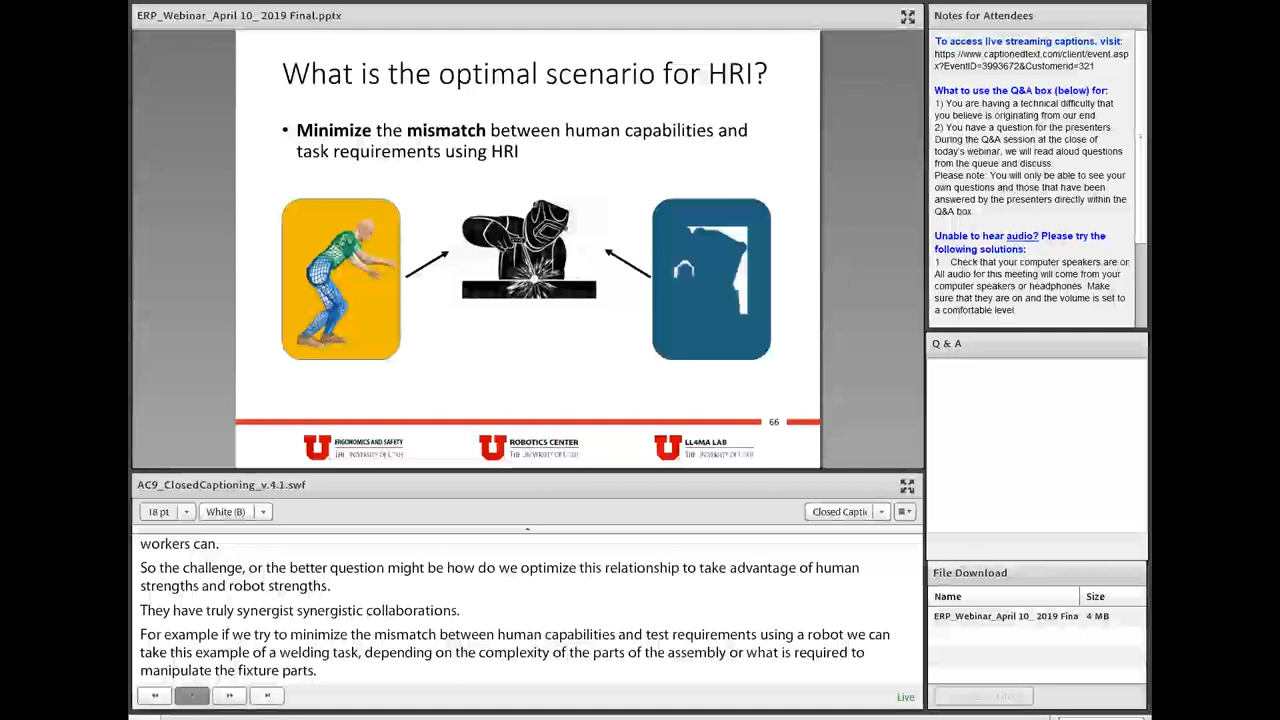 ERP_Webinar_April 10_ 2019 Final.pptx
What is the optimal scenario for HRI?
• Minimize the mismatch between human capabilities and
task requirements using HRI
66
ERGONOMICS AND SAFETY
THE UNIVERSITY OF UTAH
ROBOTICS CENTER
THE UNIVERSITY OF UTAH
LL4MA LAB
THE UNIVERSITY OF UTAH
AC9_ClosedCaptioning_v.4.1.swf
18 pt
White (B)
Closed Capti
workers can.
So the challenge, or the better question might be how do we optimize this relationship to take advantage of human
strengths and robot strengths.
They have truly synergist synergistic collaborations.
For example if we try to minimize the mismatch between human capabilities and test requirements using a robot we can
take this example of a welding task, depending on the complexity of the parts of the assembly or what is required to
manipulate the fixture parts.
Live
Notes for Attendees
To access live streaming captions, visit:
https://www.captionedtext.com/client/event.asp
x?EventID=3993672&Customerid=321
What to use the Q&A box (below) for:
1) You are having a technical difficulty that
you believe is originating from our end
2) You have a question for the presenters.
During the Q&A session at the close of
today's webinar, we will read aloud questions
from the queue and discuss.
Please note: You will only be able to see your
own questions and those that have been
answered by the presenters directly within the
Q&A box.
Unable to hear audio? Please try the
following solutions:
1 Check that your computer speakers are on.
All audio for this meeting will come from your
computer speakers or headphones. Make
sure that they are on and the volume is set to
a comfortable level.
Q & A
File Download
Name Size
ERP_Webinar_April 10_ 2019 Fina 4 MB